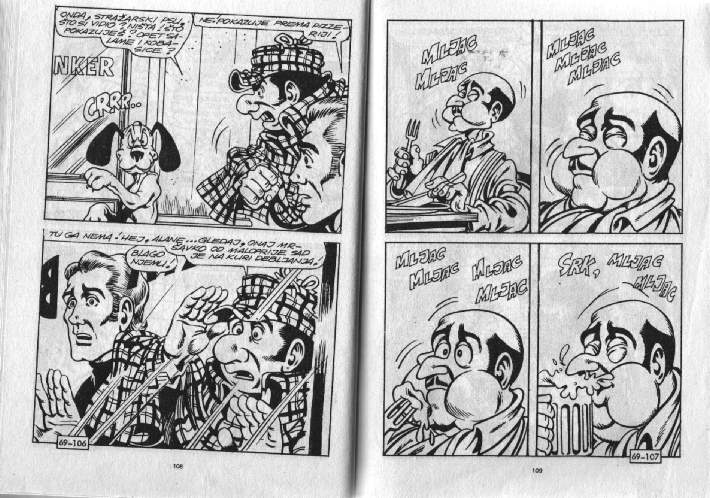 ONDA, STRAŽARSKI PSU,
ŠTO SI VIDIO? NIŠTA! ŠTO
POKAZUJEŠ? OPET SA-
LAME I KOBA-
SICE?
NE! POKAZUJE PREMA PIZZE-
RIJI!
NKER
GRRR..
TU GA NEMA! HEJ, ALANE... GLEDAJ, ONAJ MR-
ŠAVKO OD MALOPRIJE SAD
JE NA KURI DEBLJANJA!
BLAGO
NJEMU!
69-106
108
MLJAC
MLJAC
MLJAC
MLJAC
MLJAC
MLJAC
MLJAC
MLJAC
MLJAC
SRK, MLJAC
MLJAC
69-107
109